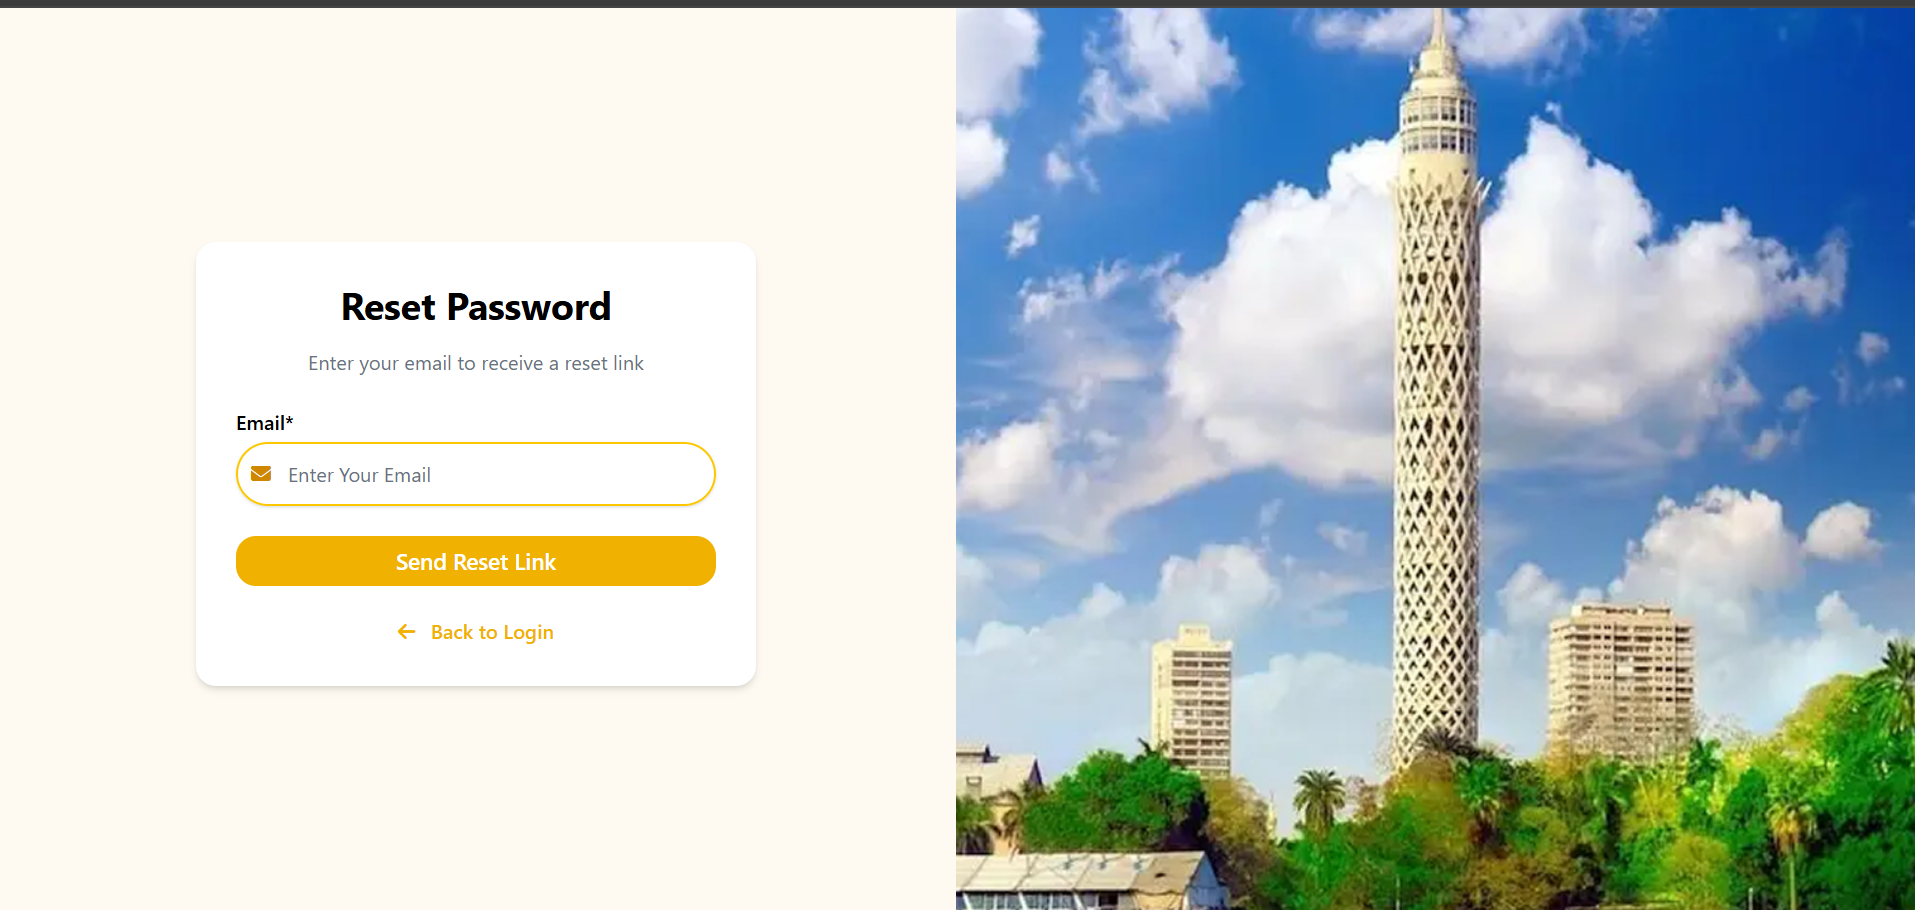 Reset Password
Enter your email to receive a reset link
Email*
Enter Your Email
Send Reset Link
Back to Login